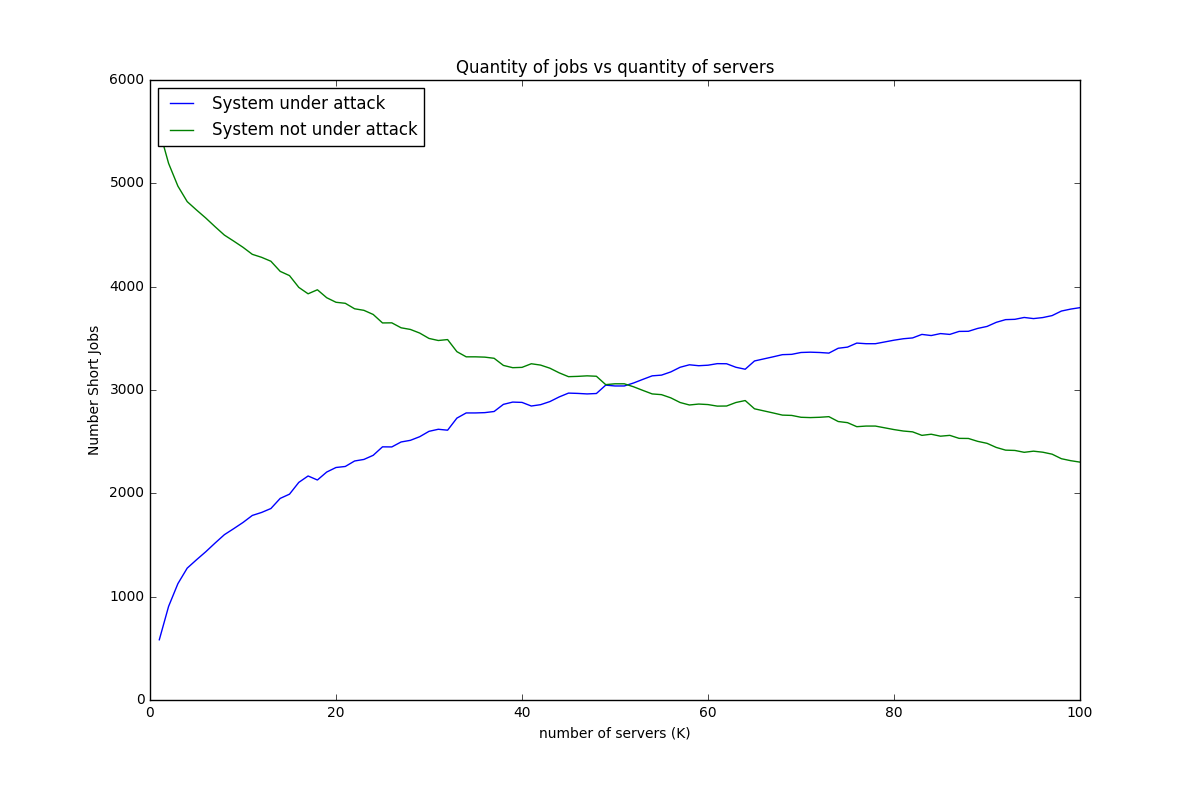 Quantity of jobs vs quantity of servers
System under attack
System not under attack
6000
5000
4000
3000
2000
1000
0
Number Short Jobs
0 20 40 60 80 100
number of servers (K)